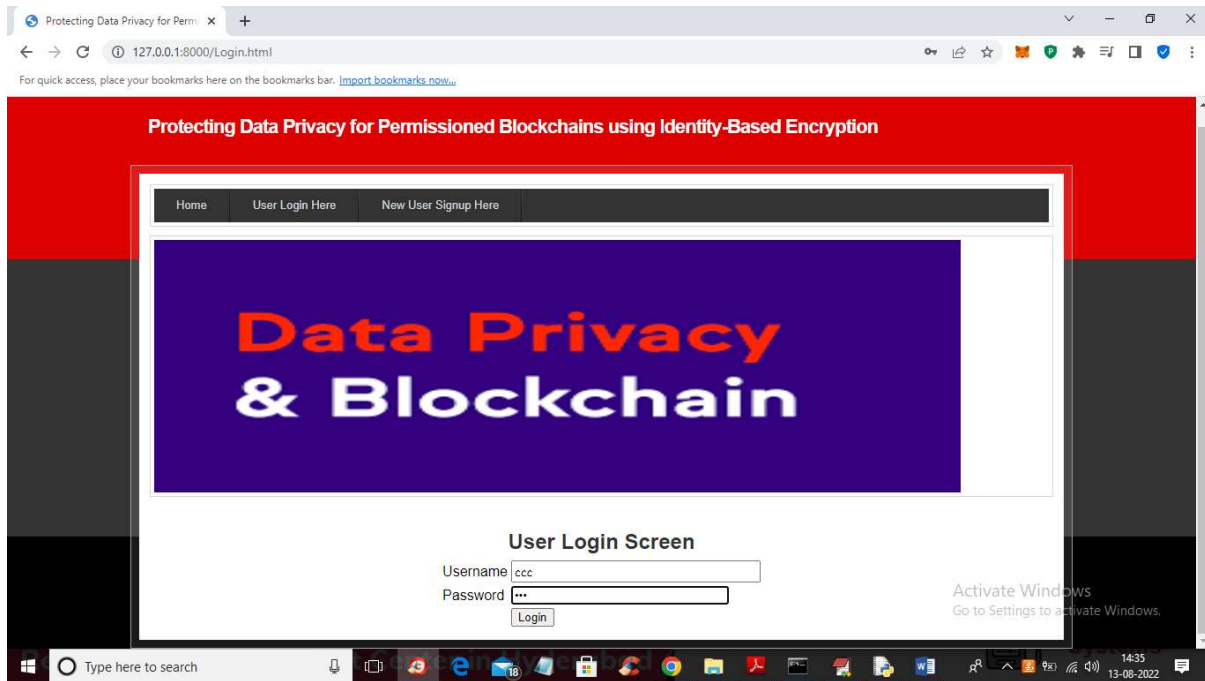 Protecting Data Privacy for Perm
127.0.0.1:8000/Login.html
For quick access, place your bookmarks here on the bookmarks bar. Import bookmarks now...
Protecting Data Privacy for Permissioned Blockchains using Identity-Based Encryption
Home User Login Here New User Signup Here
Data Privacy
& Blockchain
User Login Screen
Username ccc
Password •••
Login
Activate Windows
Go to Settings to activate Windows.
Type here to search
18
14:35
13-08-2022